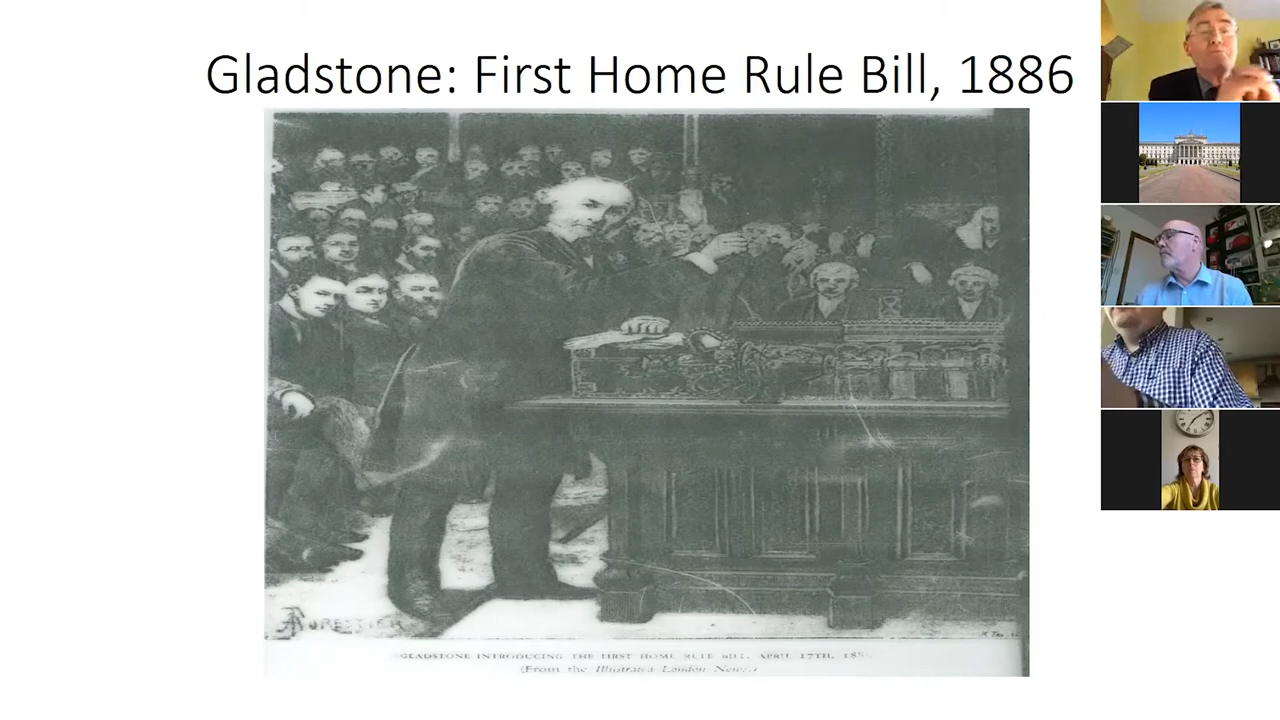 Gladstone: First Home Rule Bill, 1886
FORESTIER
GLADSTONE INTRODUCING THE FIRST HOME RULE BILL, APRIL 17TH,
(From the Illustrated London News.)